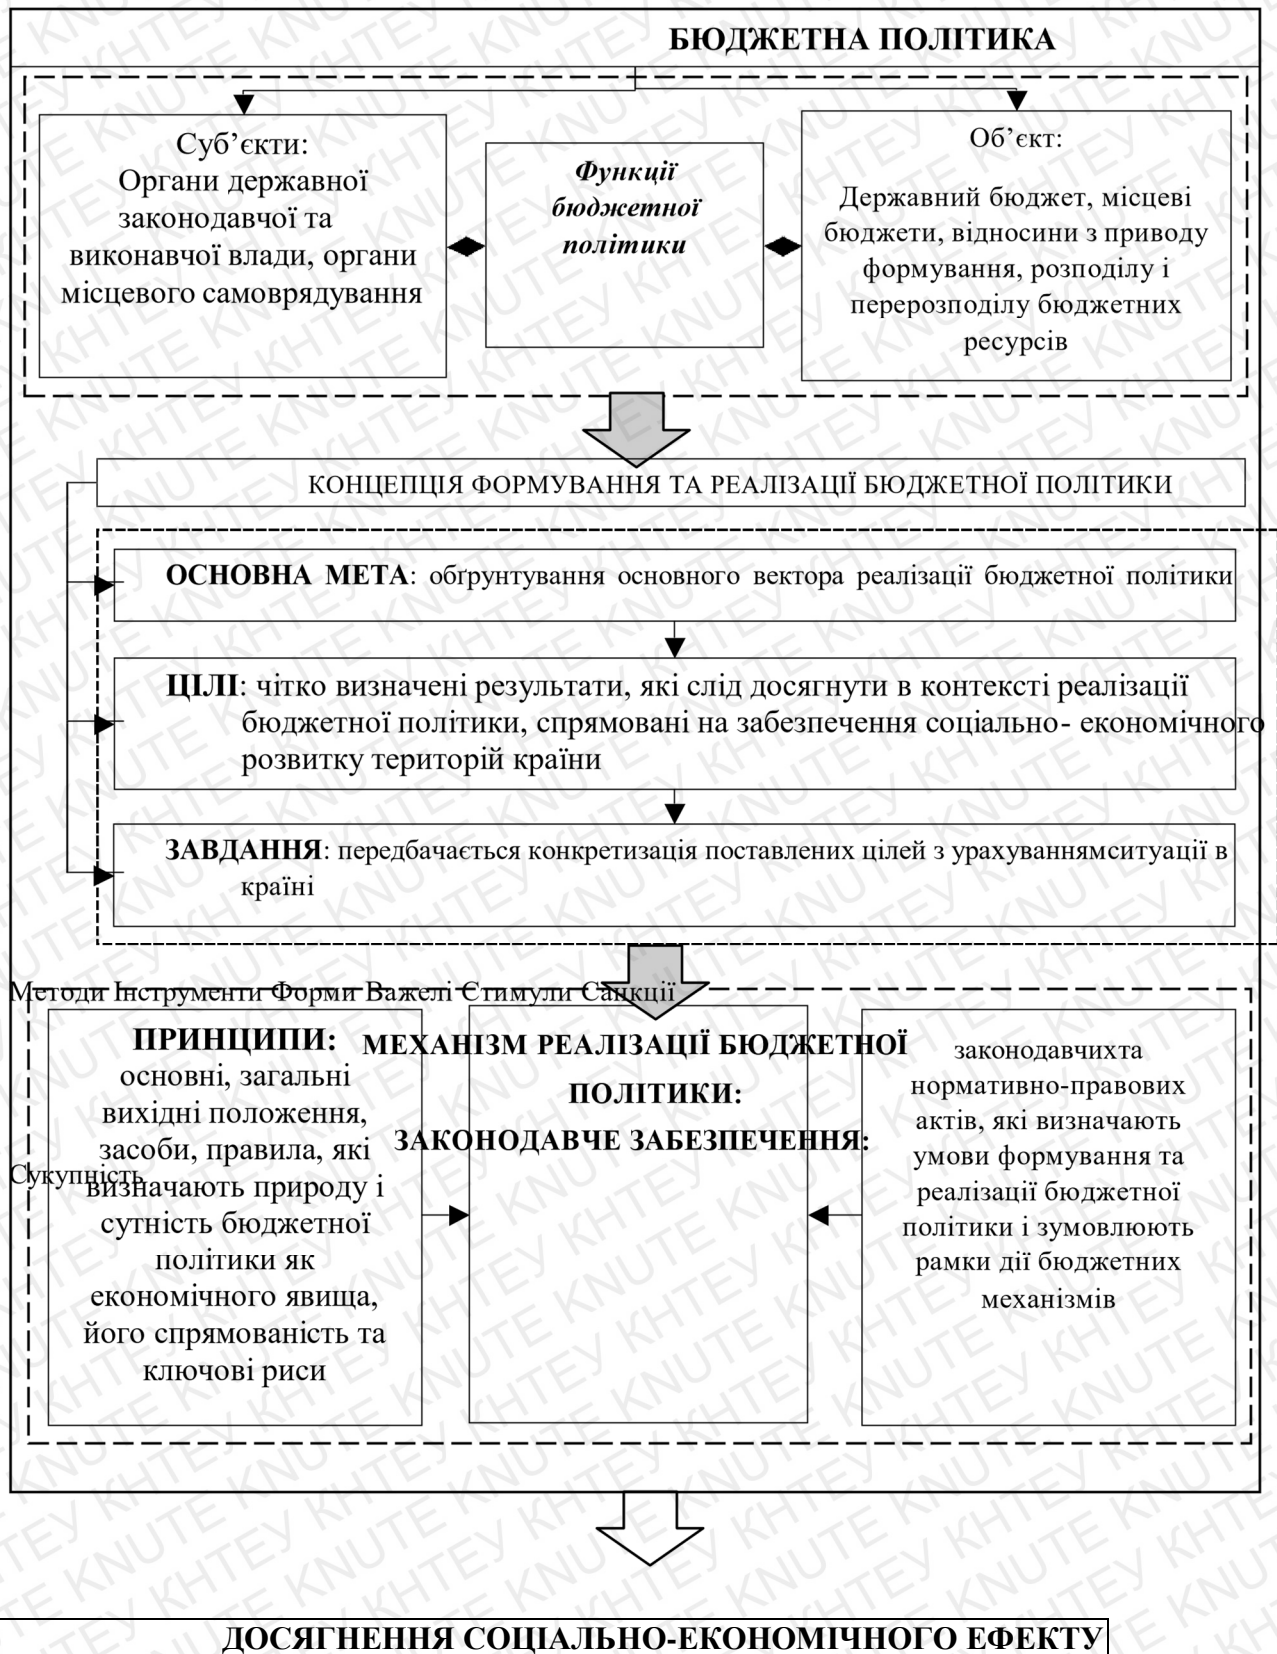 БЮДЖЕТНА ПОЛІТИКА
Суб’єкти:
Органи державної
законодавчої та
виконавчої влади, органи
місцевого самоврядування
Функції
бюджетної
політики
Об’єкт:
Державний бюджет, місцеві
бюджети, відносини з приводу
формування, розподілу і
перерозподілу бюджетних
ресурсів
КОНЦЕПЦІЯ ФОРМУВАННЯ ТА РЕАЛІЗАЦІЇ БЮДЖЕТНОЇ ПОЛІТИКИ
ОСНОВНА МЕТА: обґрунтування основного вектора реалізації бюджетної політики
ЦІЛІ: чітко визначені результати, які слід досягнути в контексті реалізації
бюджетної політики, спрямовані на забезпечення соціально- економічного
розвитку територій країни
ЗАВДАННЯ: передбачається конкретизація поставлених цілей з урахуваннямситуації в
країні
Методи Інструменти Форми Важелі Стимули Санкції
ПРИНЦИПИ:
основні, загальні
вихідні положення,
засоби, правила, які
визначають природу і
сутність бюджетної
політики як
економічного явища,
його спрямованість та
ключові риси
Сукупність
МЕХАНІЗМ РЕАЛІЗАЦІЇ БЮДЖЕТНОЇ
ПОЛІТИКИ:
ЗАКОНОДАВЧЕ ЗАБЕЗПЕЧЕННЯ:
законодавчихта
нормативно-правових
актів, які визначають
умови формування та
реалізації бюджетної
політики і зумовлюють
рамки дії бюджетних
механізмів
ДОСЯГНЕННЯ СОЦІАЛЬНО-ЕКОНОМІЧНОГО ЕФЕКТУ